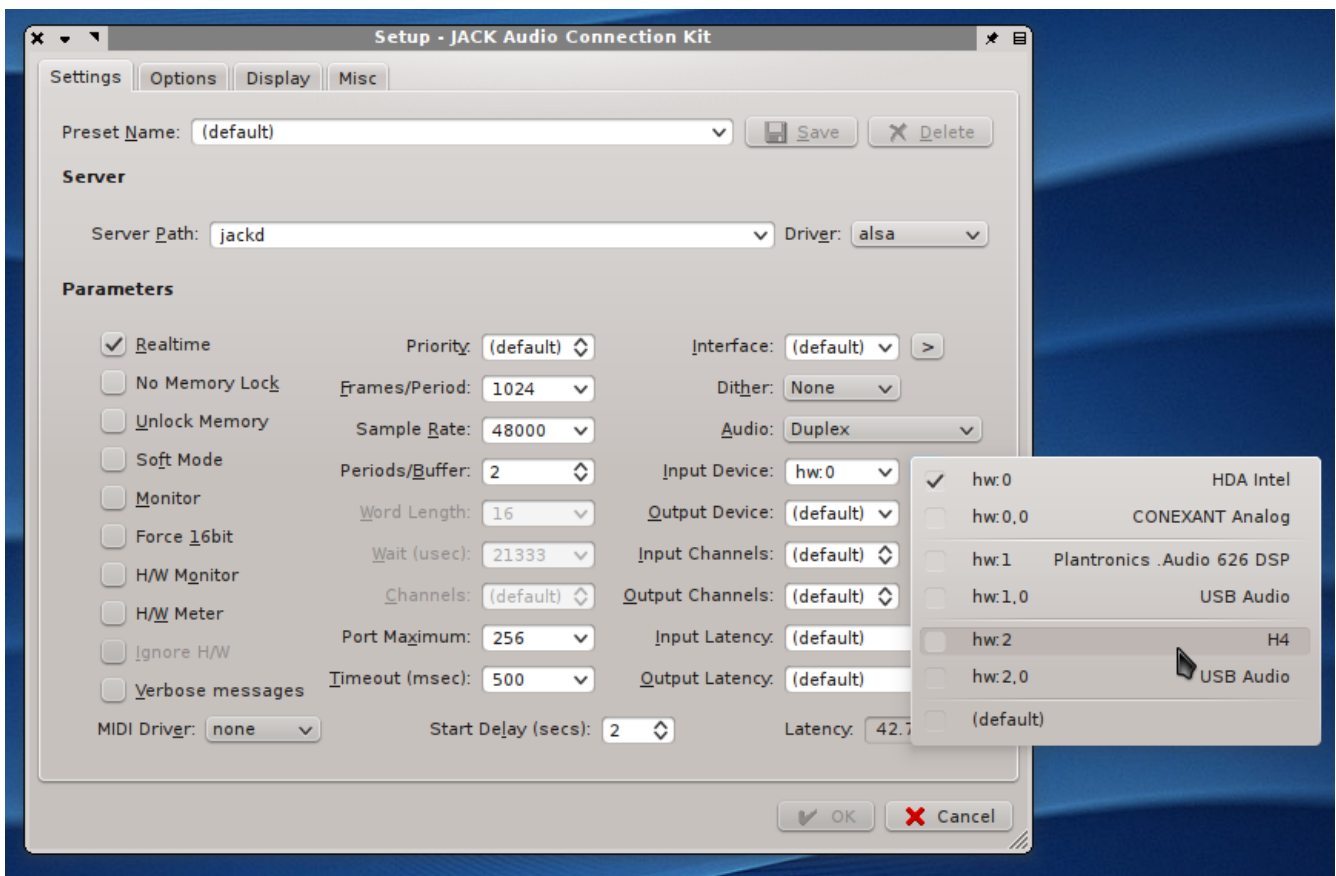 Setup - JACK Audio Connection Kit
Settings Options Display Misc
Preset Name: (default) Save Delete
Server
Server Path: jackd Driver: alsa
Parameters
Realtime Priority: (default) Interface: (default) >
No Memory Lock Frames/Period: 1024 Dither: None
Unlock Memory Sample Rate: 48000 Audio: Duplex
Soft Mode Periods/Buffer: 2 Input Device: hw:0 hw:0 HDA Intel
Monitor Word Length: 16 Output Device: (default) hw:0,0 CONEXANT Analog
Force 16bit Wait (usec): 21333 Input Channels: (default) hw:1 Plantronics .Audio 626 DSP
H/W Monitor Channels: (default) Output Channels: (default) hw:1,0 USB Audio
H/W Meter Port Maximum: 256 Input Latency: (default) hw:2 H4
Ignore H/W
Verbose messages Timeout (msec): 500 Output Latency: (default) hw:2,0 USB Audio
MIDI Driver: none Start Delay (secs): 2 Latency: 42.7 (default)
OK Cancel